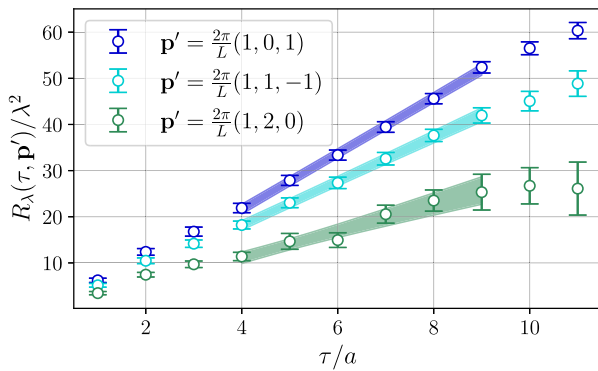 60
50
40
30
20
10
R_λ(τ, p′)/λ²
p′ = 2π/L (1, 0, 1)
p′ = 2π/L (1, 1, −1)
p′ = 2π/L (1, 2, 0)
2 4 6 8 10
τ/a